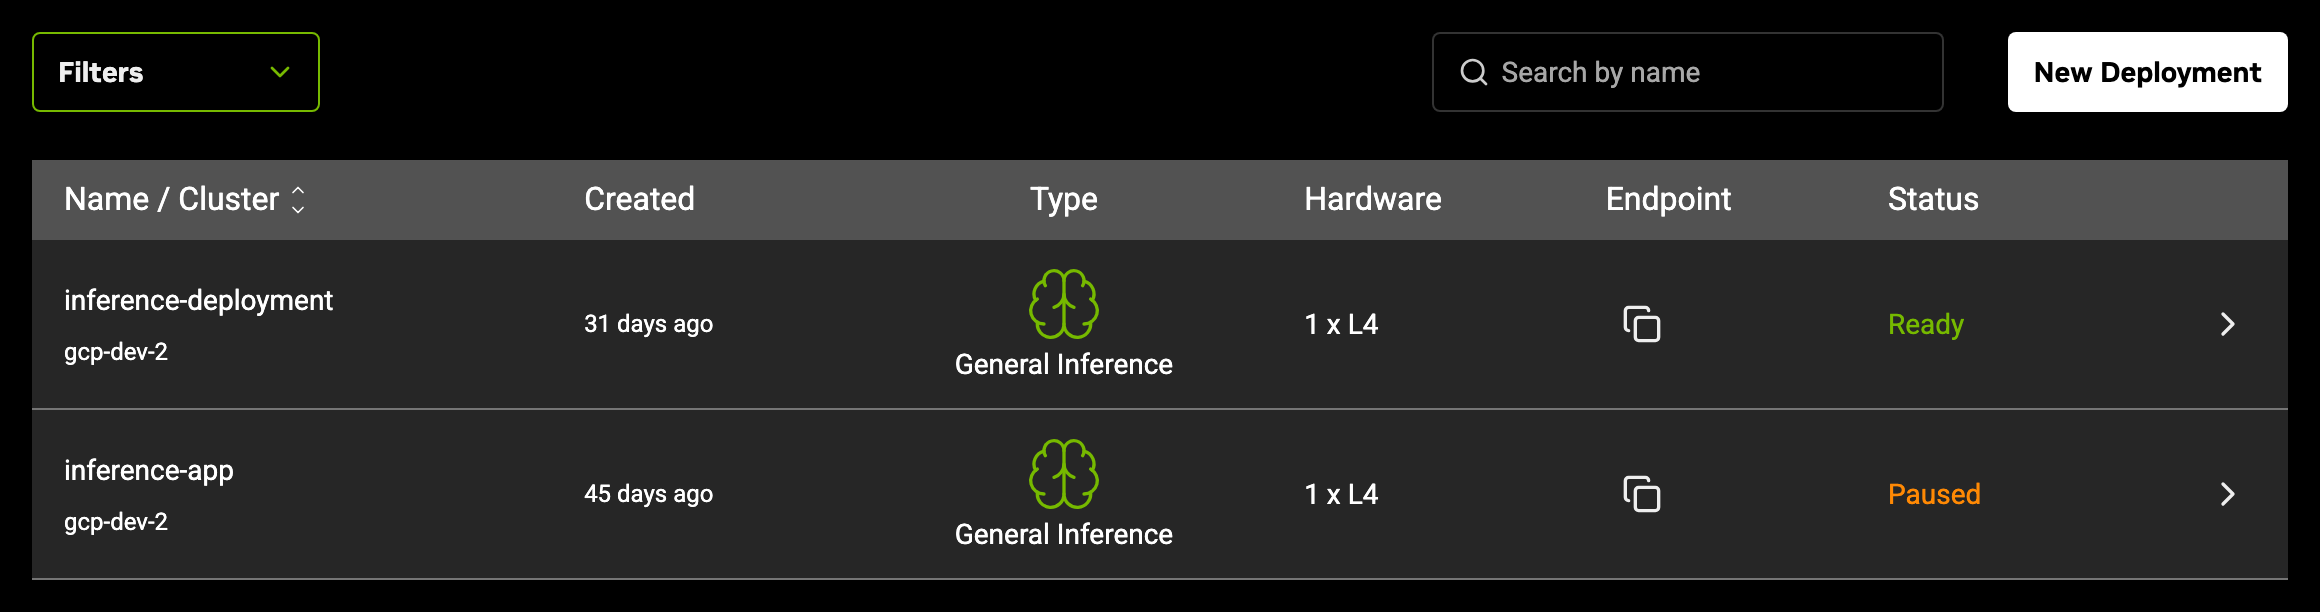 Filters
Search by name
New Deployment
Name / Cluster
Created
Type
Hardware
Endpoint
Status
inference-deployment
gcp-dev-2
31 days ago
General Inference
1 x L4
Ready
inference-app
gcp-dev-2
45 days ago
General Inference
1 x L4
Paused